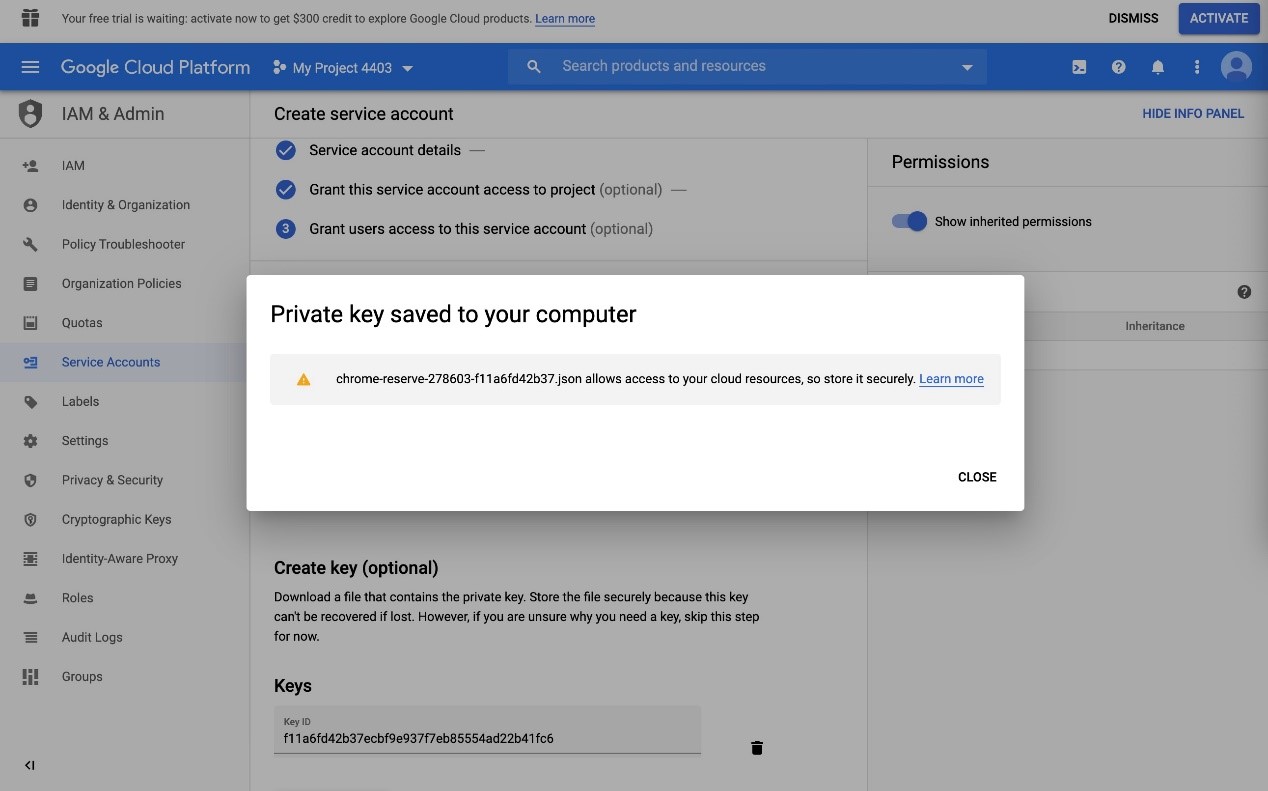 Your free trial is waiting: activate now to get $300 credit to explore Google Cloud products. Learn more
DISMISS
ACTIVATE
Google Cloud Platform
My Project 4403
Search products and resources
IAM & Admin
Create service account
HIDE INFO PANEL
IAM
Identity & Organization
Policy Troubleshooter
Organization Policies
Quotas
Service Accounts
Labels
Settings
Privacy & Security
Cryptographic Keys
Identity-Aware Proxy
Roles
Audit Logs
Groups
Service account details —
Grant this service account access to project (optional) —
3 Grant users access to this service account (optional)
Permissions
Show inherited permissions
Inheritance
Private key saved to your computer
chrome-reserve-278603-f11a6fd42b37.json allows access to your cloud resources, so store it securely. Learn more
CLOSE
Create key (optional)
Download a file that contains the private key. Store the file securely because this key
can't be recovered if lost. However, if you are unsure why you need a key, skip this step
for now.
Keys
Key ID
f11a6fd42b37ecbf9e937f7eb85554ad22b41fc6